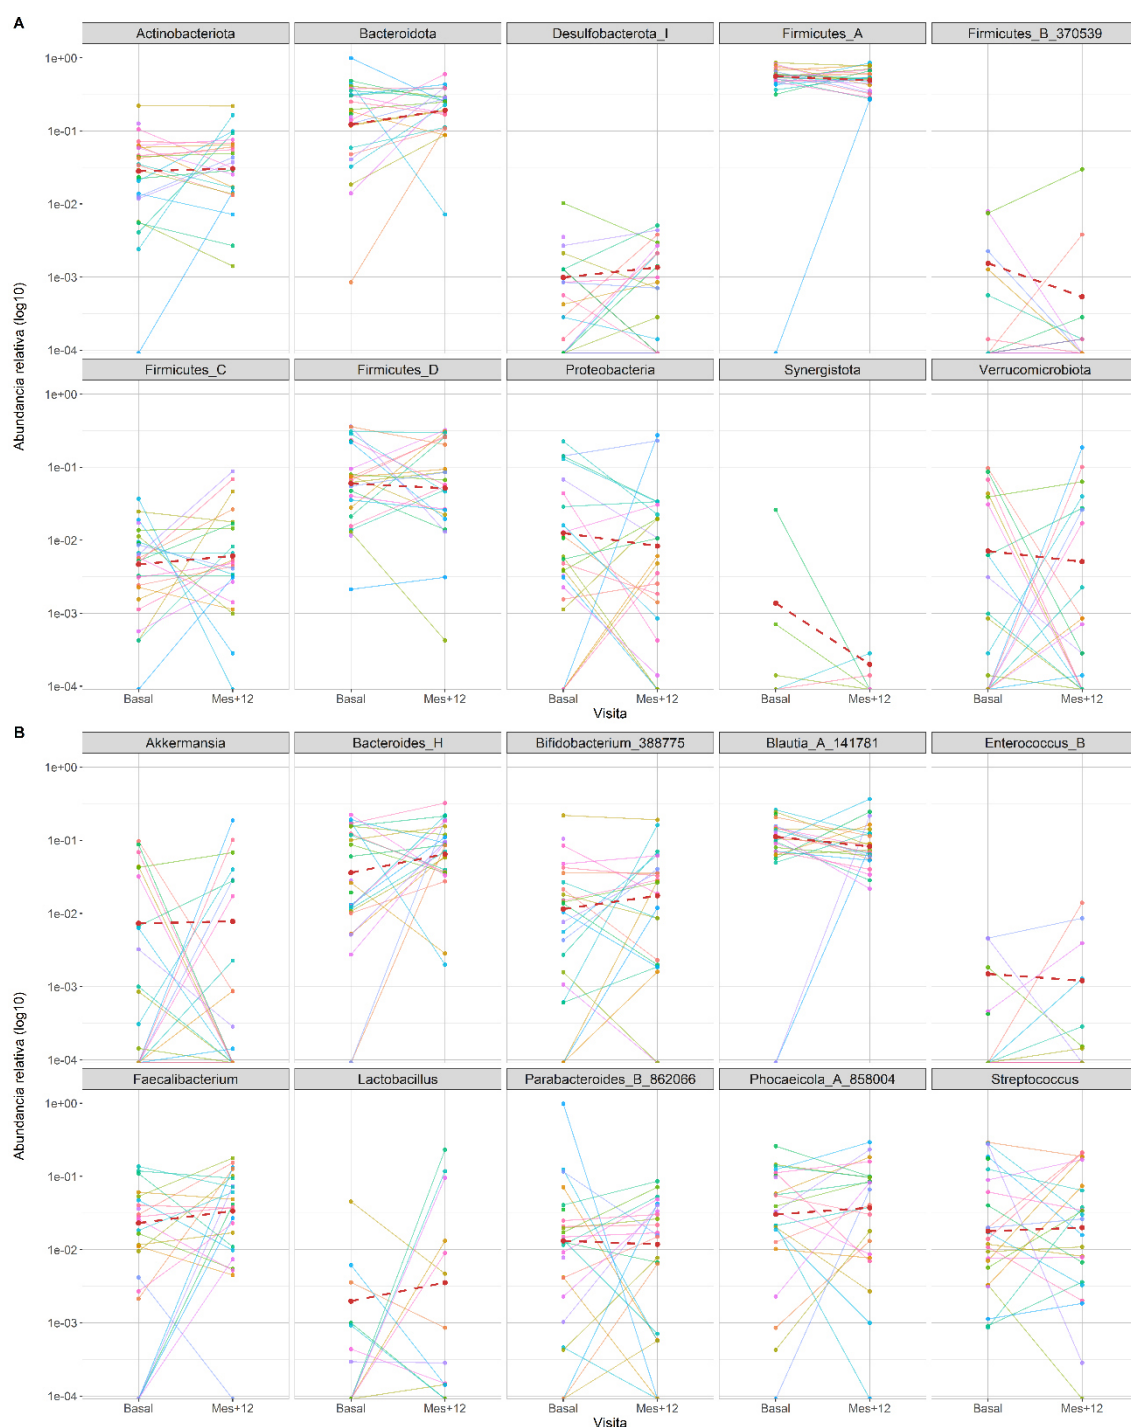 A
Actinobacteriota Bacteroidota Desulfobacterota_I Firmicutes_A Firmicutes_B_370539
1e+00
1e-01
1e-02
1e-03
1e-04
Abundancia relativa (log10)
Firmicutes_C Firmicutes_D Proteobacteria Synergistota Verrucomicrobiota
1e+00
1e-01
1e-02
1e-03
1e-04
Basal Mes+12 Basal Mes+12 Basal Mes+12 Basal Mes+12 Basal Mes+12
Visita
B
Akkermansia Bacteroides_H Bifidobacterium_388775 Blautia_A_141781 Enterococcus_B
1e+00
1e-01
1e-02
1e-03
1e-04
Abundancia relativa (log10)
Faecalibacterium Lactobacillus Parabacteroides_B_862066 Phocaeicola_A_858004 Streptococcus
1e+00
1e-01
1e-02
1e-03
1e-04
Basal Mes+12 Basal Mes+12 Basal Mes+12 Basal Mes+12 Basal Mes+12
Visita